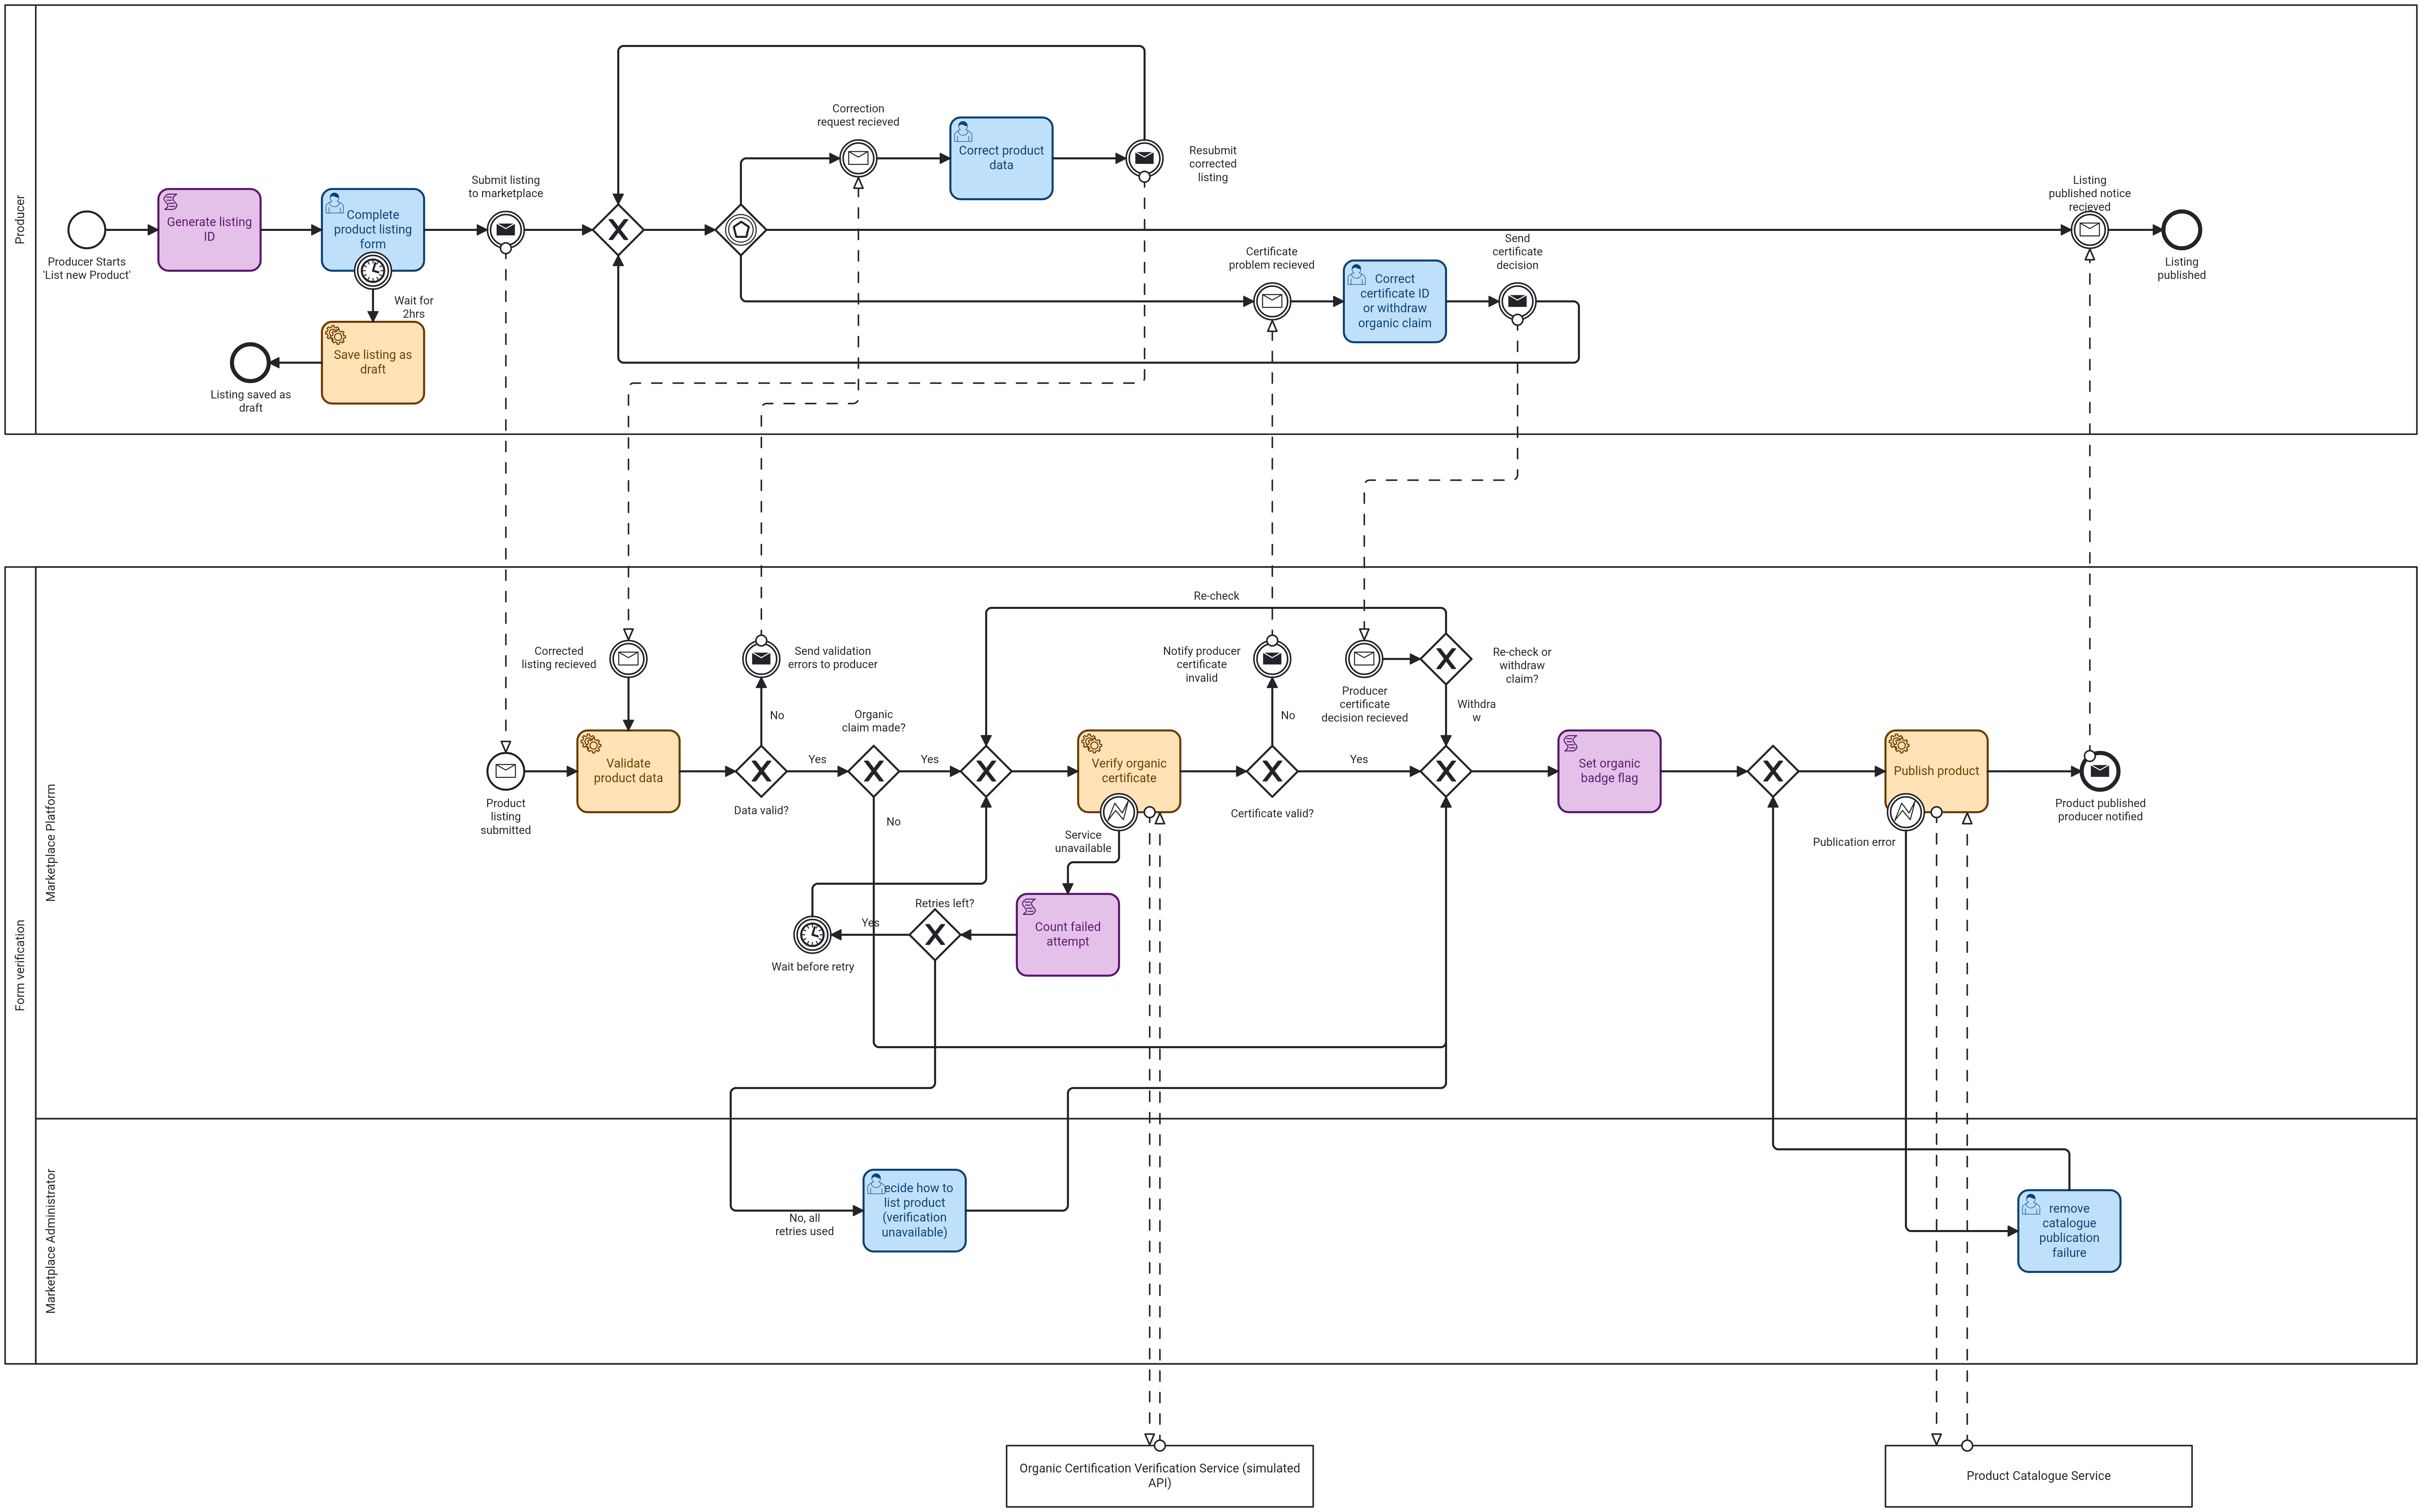 Producer
Producer Starts
'List new Product'
Generate listing
ID
Complete
product listing
form
Wait for
2hrs
Save listing as
draft
Listing saved as
draft
Submit listing
to marketplace
Correction
request recieved
Correct product
data
Resubmit
corrected
listing
Certificate
problem recieved
Correct
certificate ID
or withdraw
organic claim
Send
certificate
decision
Listing
published notice
recieved
Listing
published
Form verification
Marketplace Platform
Product
listing
submitted
Corrected
listing recieved
Validate
product data
Data valid?
No
Send validation
errors to producer
Yes
Organic
claim made?
Yes
No
Re-check
Verify organic
certificate
Service
unavailable
Count failed
attempt
Retries left?
Yes
Wait before retry
Certificate valid?
No
Notify producer
certificate
invalid
Yes
Producer
certificate
decision recieved
Re-check or
withdraw
claim?
Withdra
w
Set organic
badge flag
Publish product
Publication error
Product published
producer notified
Marketplace Administrator
No, all
retries used
ecide how to
list product
(verification
unavailable)
remove
catalogue
publication
failure
Organic Certification Verification Service (simulated
API)
Product Catalogue Service